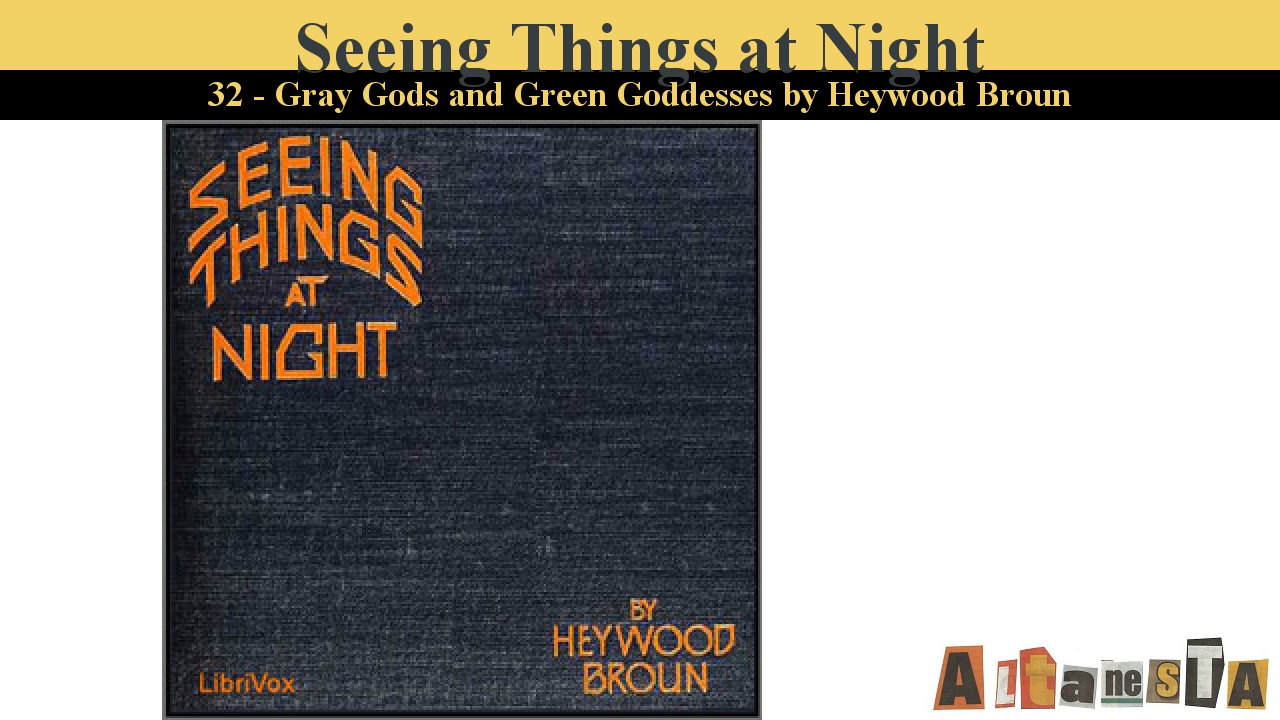 Seeing Things at Night
32 - Gray Gods and Green Goddesses by Heywood Broun
SEEING
THINGS
AT
NIGHT
BY
HEYWOOD
BROUN
LibriVox
AltanesTA